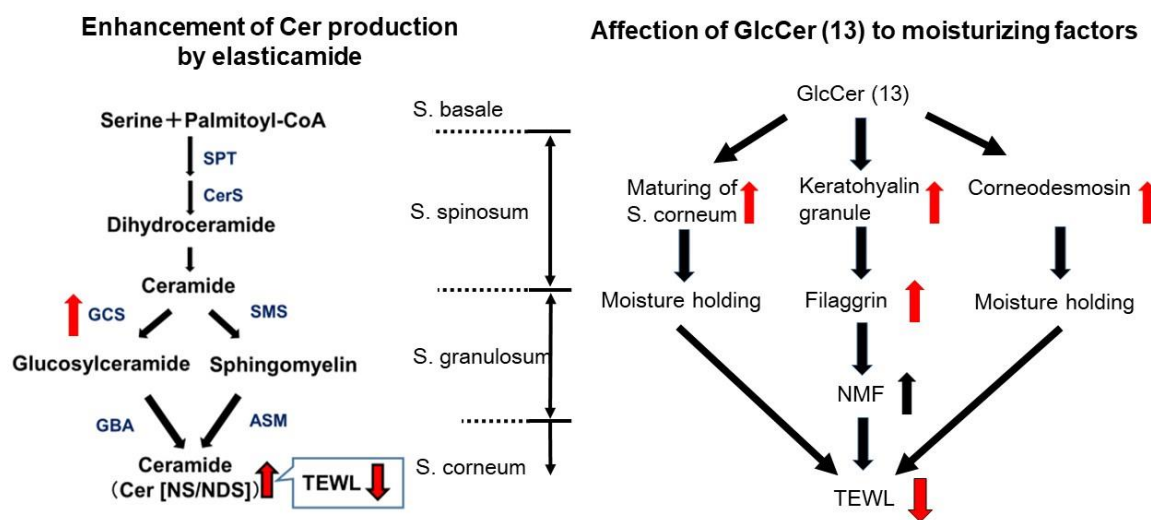 Enhancement of Cer production
by elasticamide
Serine＋Palmitoyl-CoA
SPT
CerS
Dihydroceramide
Ceramide
GCS
SMS
Glucosylceramide
Sphingomyelin
GBA
ASM
Ceramide
（Cer [NS/NDS]）
TEWL
S. basale
S. spinosum
S. granulosum
S. corneum
Affection of GlcCer (13) to moisturizing factors
GlcCer (13)
Maturing of
S. corneum
Keratohyalin
granule
Corneodesmosin
Moisture holding
Filaggrin
Moisture holding
NMF
TEWL